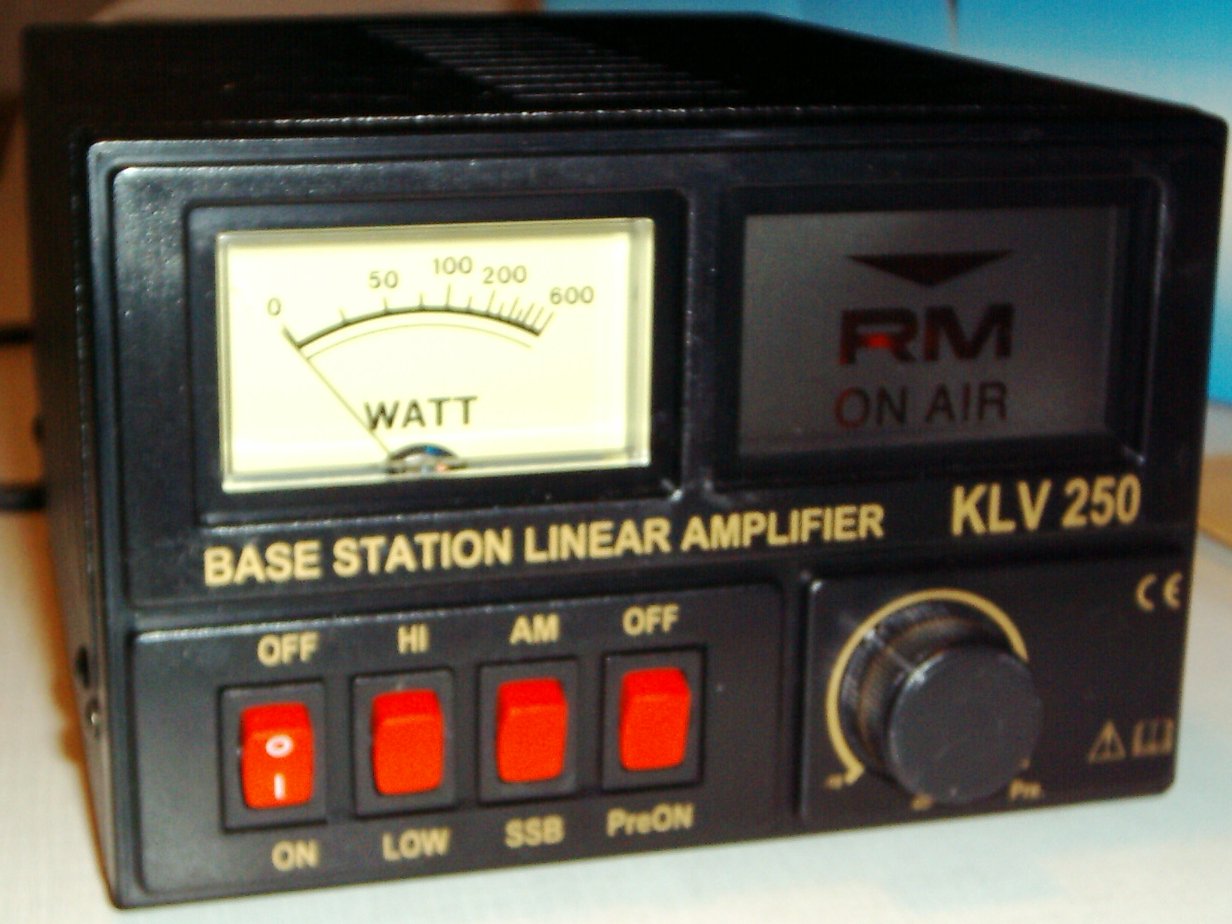 0 50 100 200 600
WATT
RM
ON AIR
BASE STATION LINEAR AMPLIFIER
KLV 250
CE
OFF HI AM OFF
O
I
ON LOW SSB PreON
Pre.